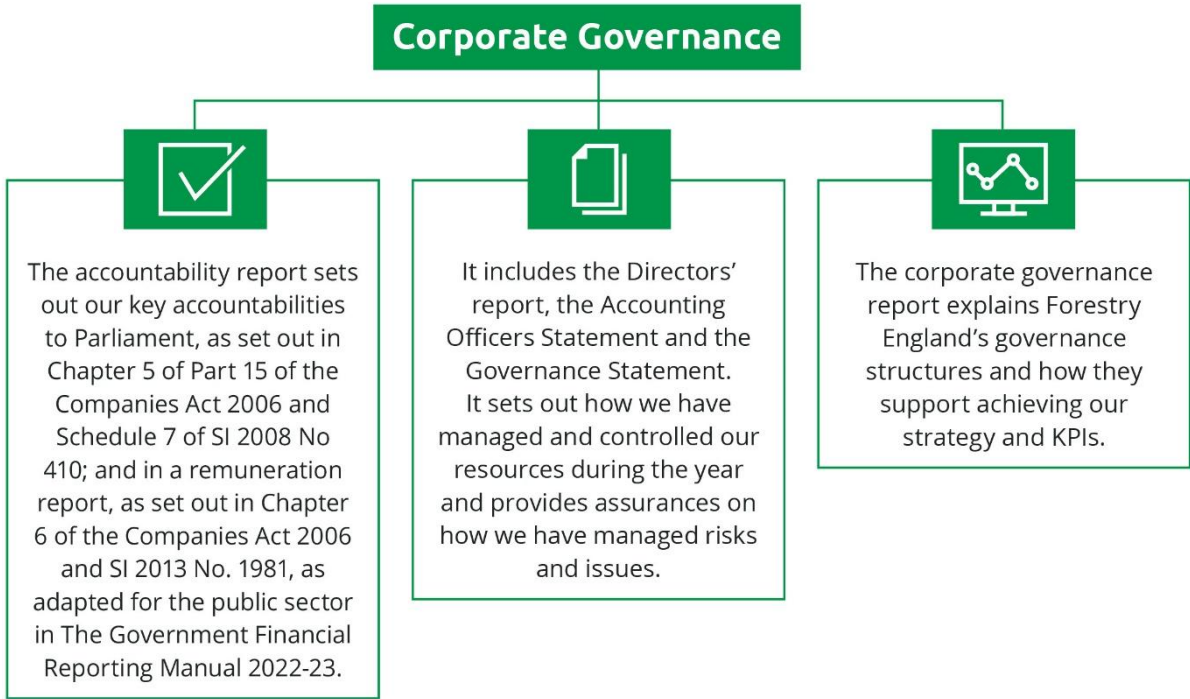 Corporate Governance
The accountability report sets
out our key accountabilities
to Parliament, as set out in
Chapter 5 of Part 15 of the
Companies Act 2006 and
Schedule 7 of SI 2008 No
410; and in a remuneration
report, as set out in Chapter
6 of the Companies Act 2006
and SI 2013 No. 1981, as
adapted for the public sector
in The Government Financial
Reporting Manual 2022-23.
It includes the Directors’
report, the Accounting
Officers Statement and the
Governance Statement.
It sets out how we have
managed and controlled our
resources during the year
and provides assurances on
how we have managed risks
and issues.
The corporate governance
report explains Forestry
England’s governance
structures and how they
support achieving our
strategy and KPIs.